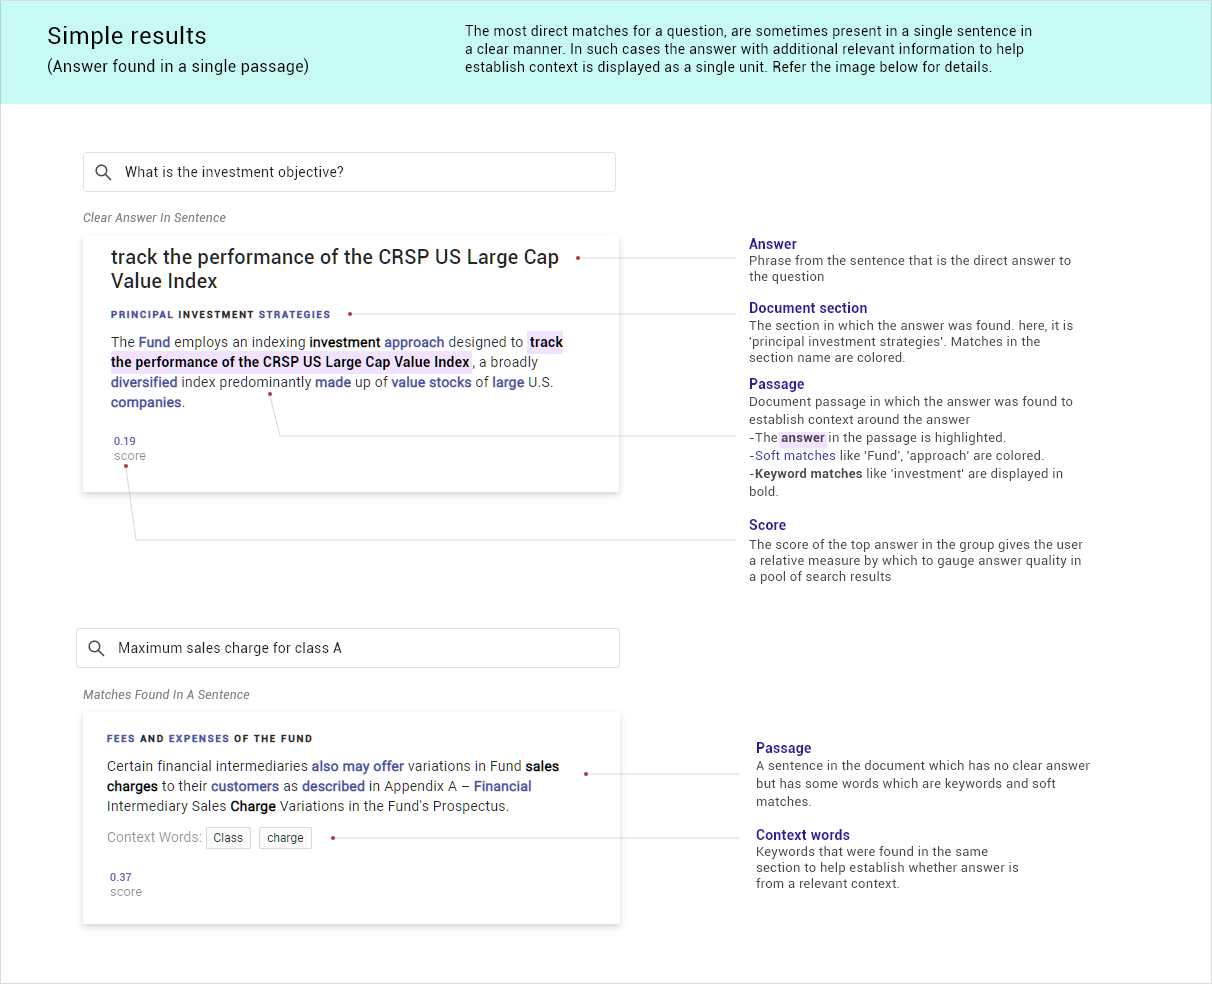 Simple results
(Answer found in a single passage)
The most direct matches for a question, are sometimes present in a single sentence in
a clear manner. In such cases the answer with additional relevant information to help
establish context is displayed as a single unit. Refer the image below for details.
What is the investment objective?
Clear Answer In Sentence
track the performance of the CRSP US Large Cap
Value Index
PRINCIPAL INVESTMENT STRATEGIES
The Fund employs an indexing investment approach designed to track
the performance of the CRSP US Large Cap Value Index, a broadly
diversified index predominantly made up of value stocks of large U.S.
companies.
0.19
score
Answer
Phrase from the sentence that is the direct answer to
the question
Document section
The section in which the answer was found. here, it is
'principal investment strategies'. Matches in the
section name are colored.
Passage
Document passage in which the answer was found to
establish context around the answer
-The answer in the passage is highlighted.
-Soft matches like 'Fund', 'approach' are colored.
-Keyword matches like 'investment' are displayed in
bold.
Score
The score of the top answer in the group gives the user
a relative measure by which to gauge answer quality in
a pool of search results
Maximum sales charge for class A
Matches Found In A Sentence
FEES AND EXPENSES OF THE FUND
Certain financial intermediaries also may offer variations in Fund sales
charges to their customers as described in Appendix A – Financial
Intermediary Sales Charge Variations in the Fund's Prospectus.
Context Words: Class charge
0.37
score
Passage
A sentence in the document which has no clear answer
but has some words which are keywords and soft
matches.
Context words
Keywords that were found in the same
section to help establish whether answer is
from a relevant context.